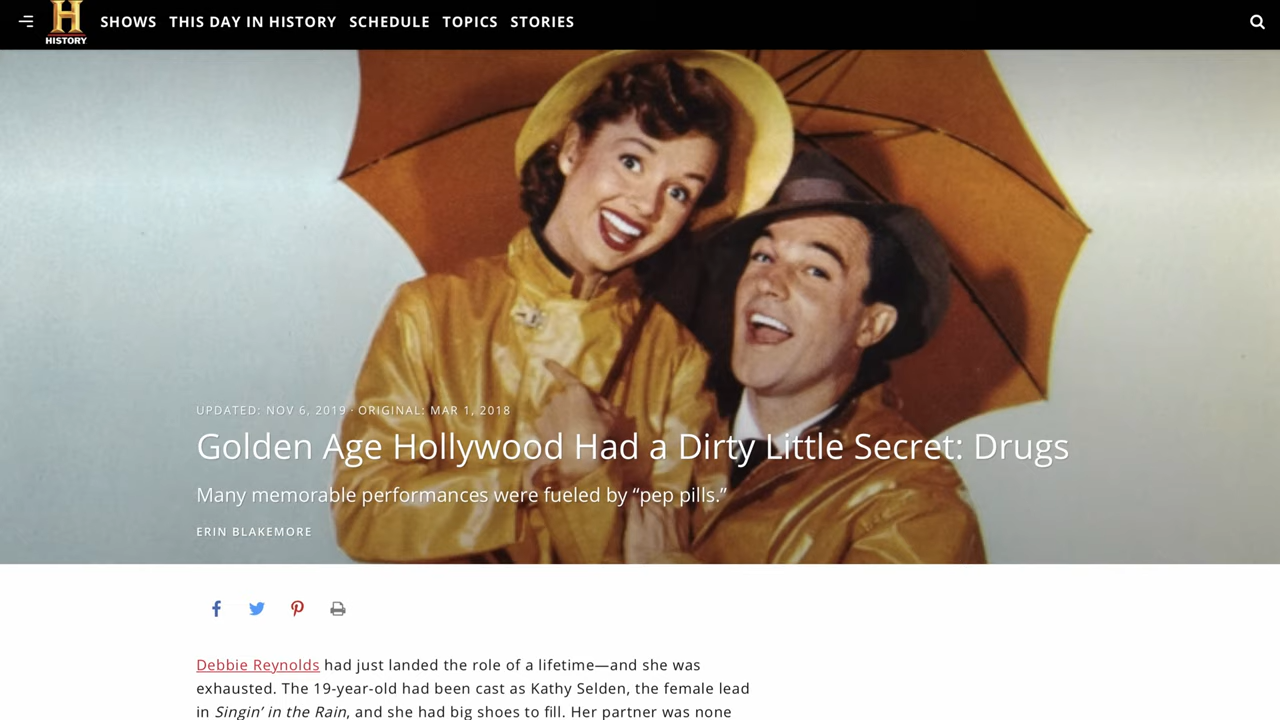 SHOWS THIS DAY IN HISTORY SCHEDULE TOPICS STORIES
H
HISTORY
UPDATED: NOV 6, 2019 · ORIGINAL: MAR 1, 2018
Golden Age Hollywood Had a Dirty Little Secret: Drugs
Many memorable performances were fueled by “pep pills.”
ERIN BLAKEMORE
Debbie Reynolds had just landed the role of a lifetime—and she was
exhausted. The 19-year-old had been cast as Kathy Selden, the female lead
in Singin’ in the Rain, and she had big shoes to fill. Her partner was none